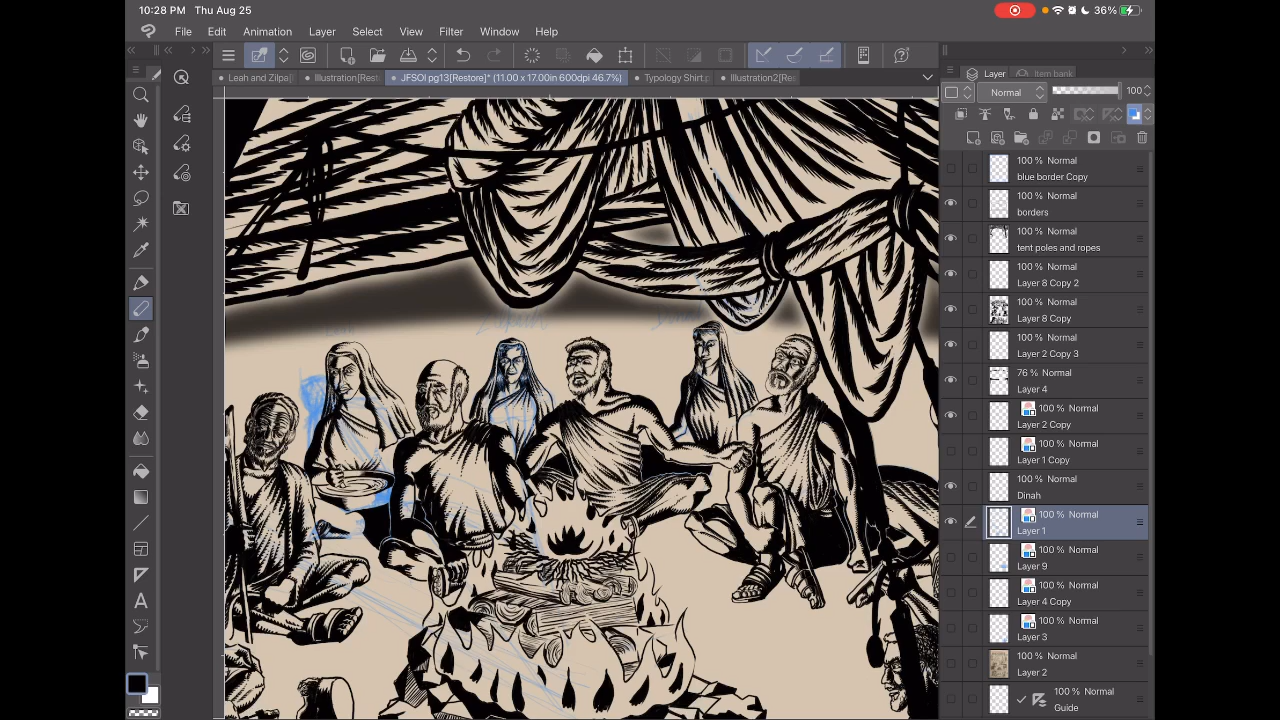 10:28 PM Thu Aug 25
36%
File Edit Animation Layer Select View Filter Window Help
Leah and Zilpa[ Illustration[Rest JFSOI pg13[Restore]* (11.00 x 17.00in 600dpi 46.7%) Typology Shirt. Illustration2[Re
Layer Item bank
Normal 100
100 % Normal
blue border Copy
100 % Normal
borders
100 % Normal
tent poles and ropes
100 % Normal
Layer 8 Copy 2
100 % Normal
Layer 8 Copy
100 % Normal
Layer 2 Copy 3
76 % Normal
Layer 4
100 % Normal
Layer 2 Copy
100 % Normal
Layer 1 Copy
100 % Normal
Dinah
100 % Normal
Layer 1
100 % Normal
Layer 9
100 % Normal
Layer 4 Copy
100 % Normal
Layer 3
100 % Normal
Layer 2
100 % Normal
Guide